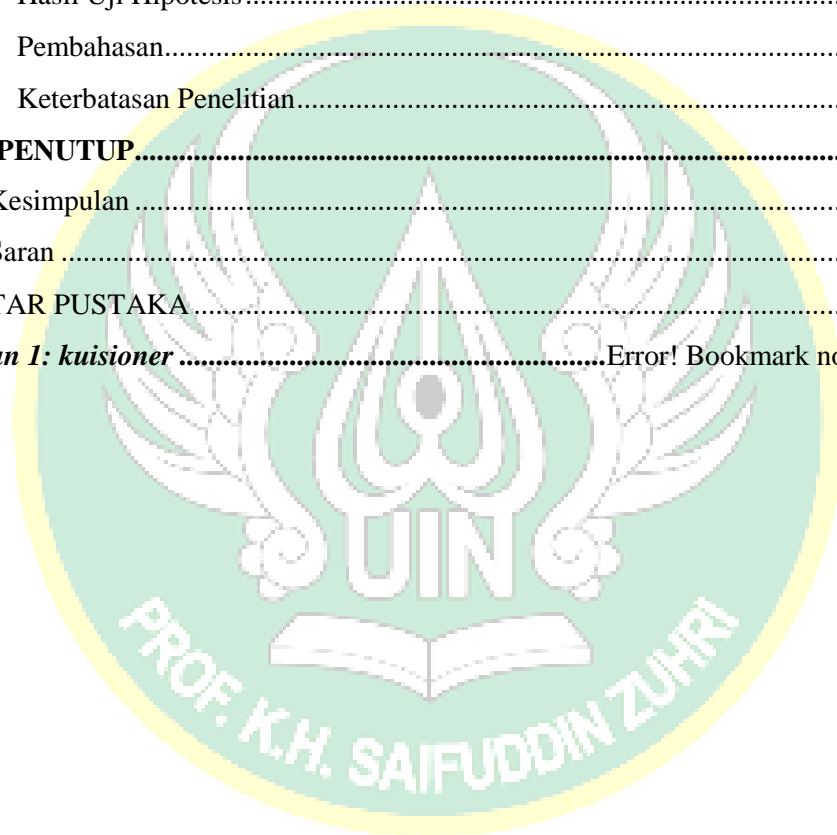 Hasil Uji Hipotesis
Pembahasan
Keterbatasan Penelitian
PENUTUP
Kesimpulan
Saran
TAR PUSTAKA
an 1: kuisioner Error! Bookmark no
UIN
PROF. K.H. SAIFUDDIN ZUHRI